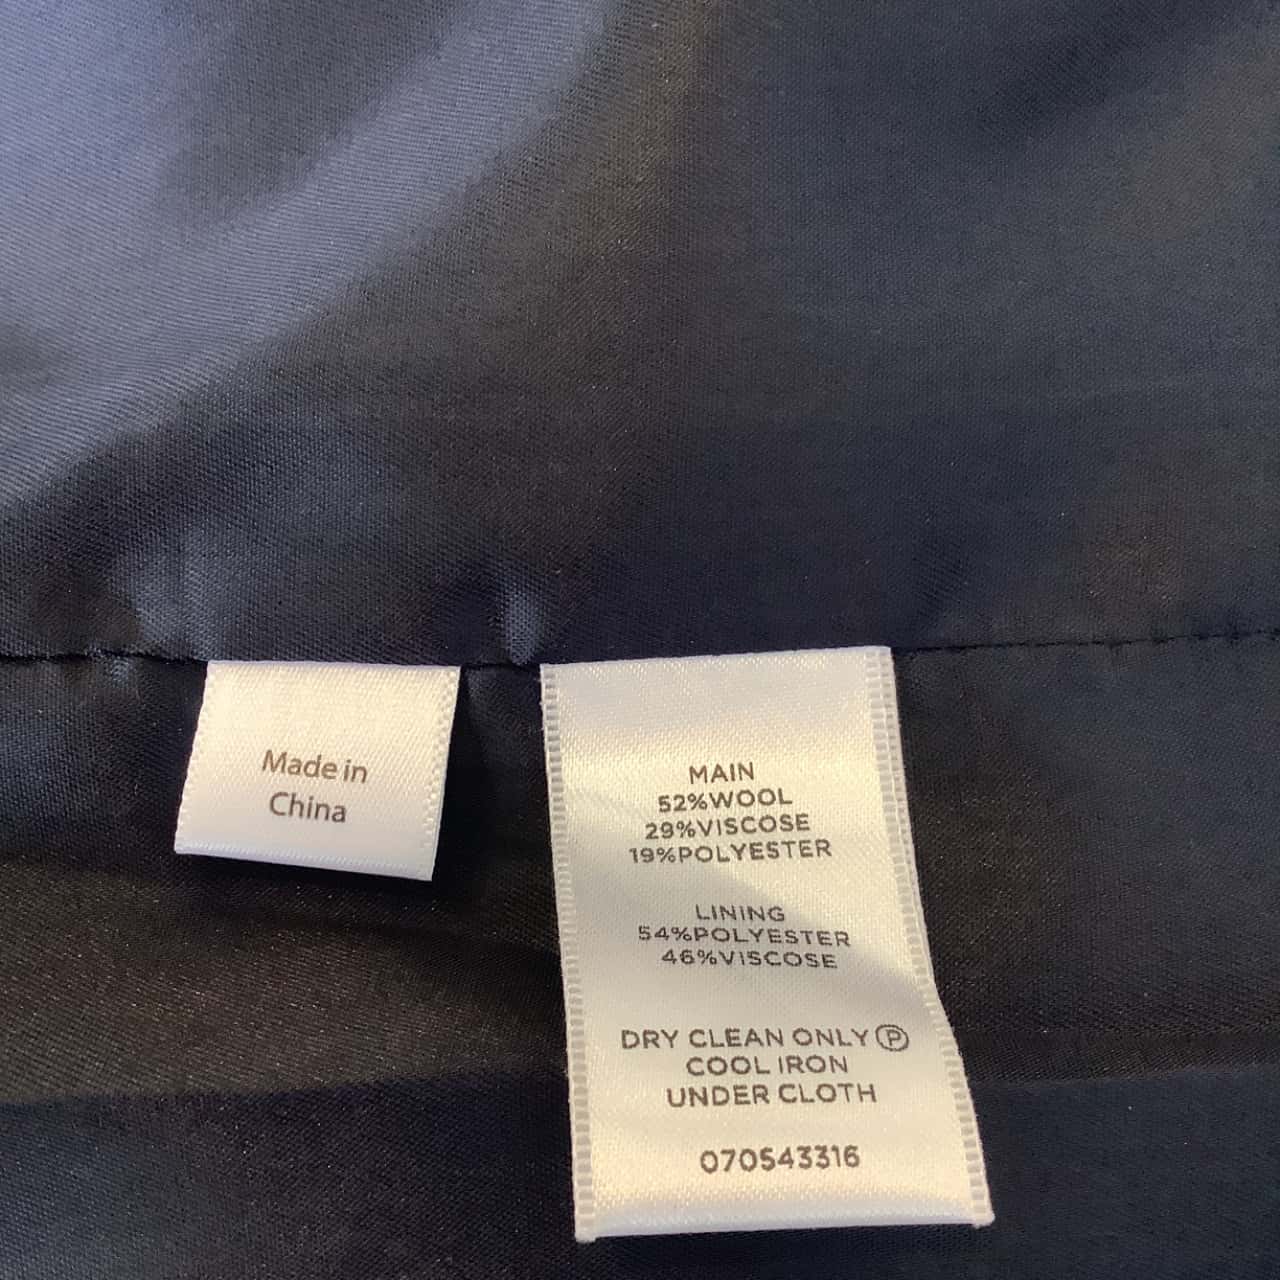 Made in
China
MAIN
52%WOOL
29%VISCOSE
19%POLYESTER
LINING
54%POLYESTER
46%VISCOSE
DRY CLEAN ONLY Ⓟ
COOL IRON
UNDER CLOTH
070543316